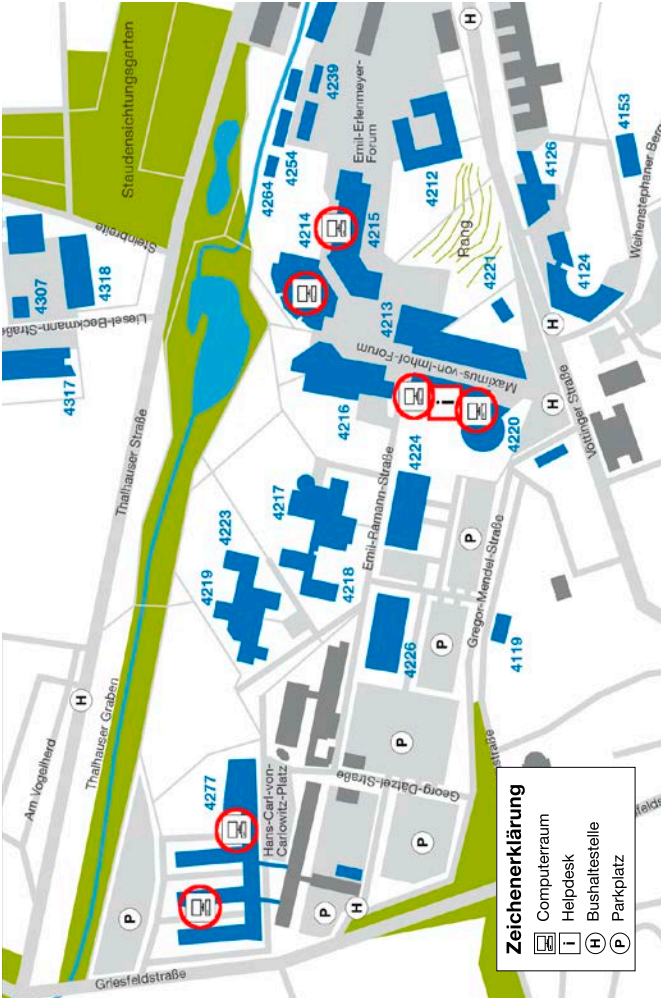 Staudensichtungsgarten
Steinbreite
Liesel-Beckmann-Straße
4307
4318
4317
Thalhauser Straße
Am Vogelherd
Thalhauser Graben
Griesfeldstraße
4239
4254
4264
4214
4215
Emil-Erlenmeyer-
Forum
4212
Rang
4221
4213
Maximus-von-Imhof-Forum
4216
4220
4224
Emil-Ramann-Straße
4217
4218
4223
4219
4226
Gregor-Mendel-Straße
4119
Georg-Dätzel-Straße
Hans-Carl-von-
Carlowitz-Platz
4277
4153
4126
4124
Weihenstephaner Berg
Vöttinger Straße
straße
H
H
H
H
H
P
P
P
P
P
P
i
Zeichenerklärung
Computerraum
i Helpdesk
H Bushaltestelle
P Parkplatz